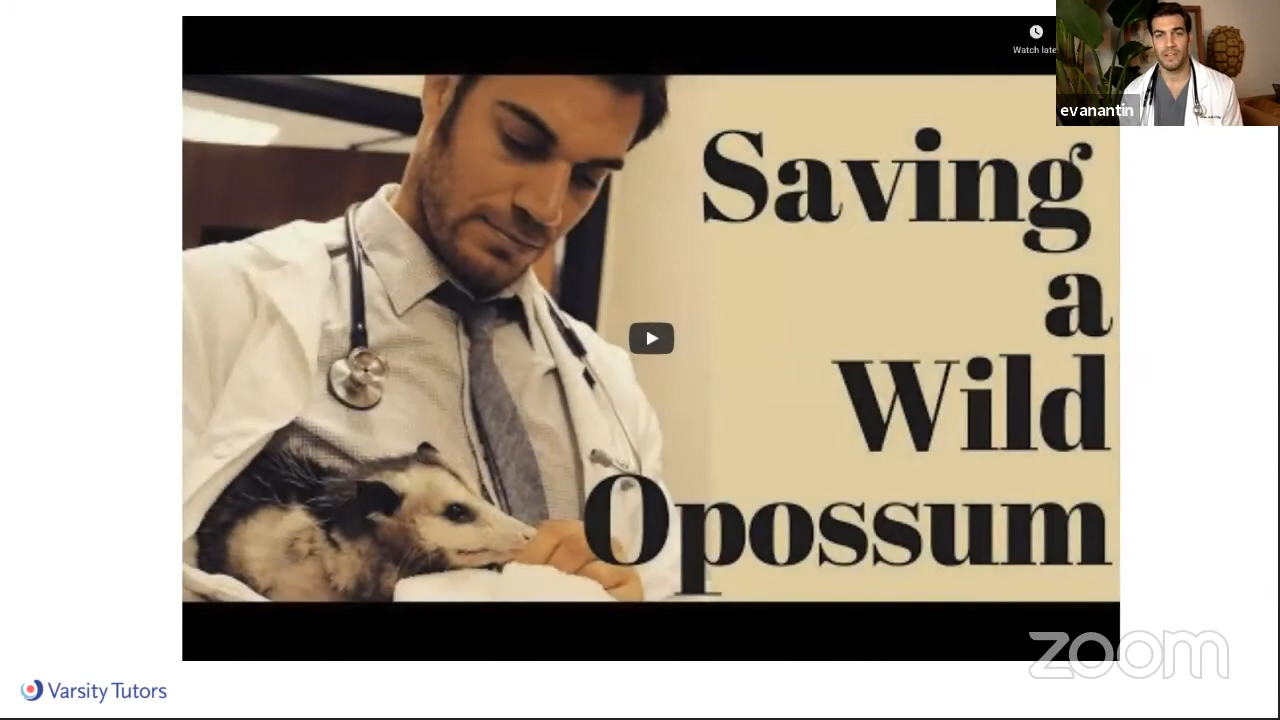 Watch late
evanantin
Saving
a
Wild
Opossum
zoom
Varsity Tutors